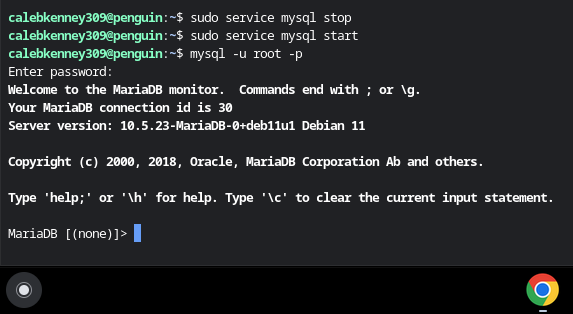 calebkenney309@penguin:~$ sudo service mysql stop
calebkenney309@penguin:~$ sudo service mysql start
calebkenney309@penguin:~$ mysql -u root -p
Enter password:
Welcome to the MariaDB monitor.  Commands end with ; or \g.
Your MariaDB connection id is 30
Server version: 10.5.23-MariaDB-0+deb11u1 Debian 11

Copyright (c) 2000, 2018, Oracle, MariaDB Corporation Ab and others.

Type 'help;' or '\h' for help. Type '\c' to clear the current input statement.

MariaDB [(none)]>